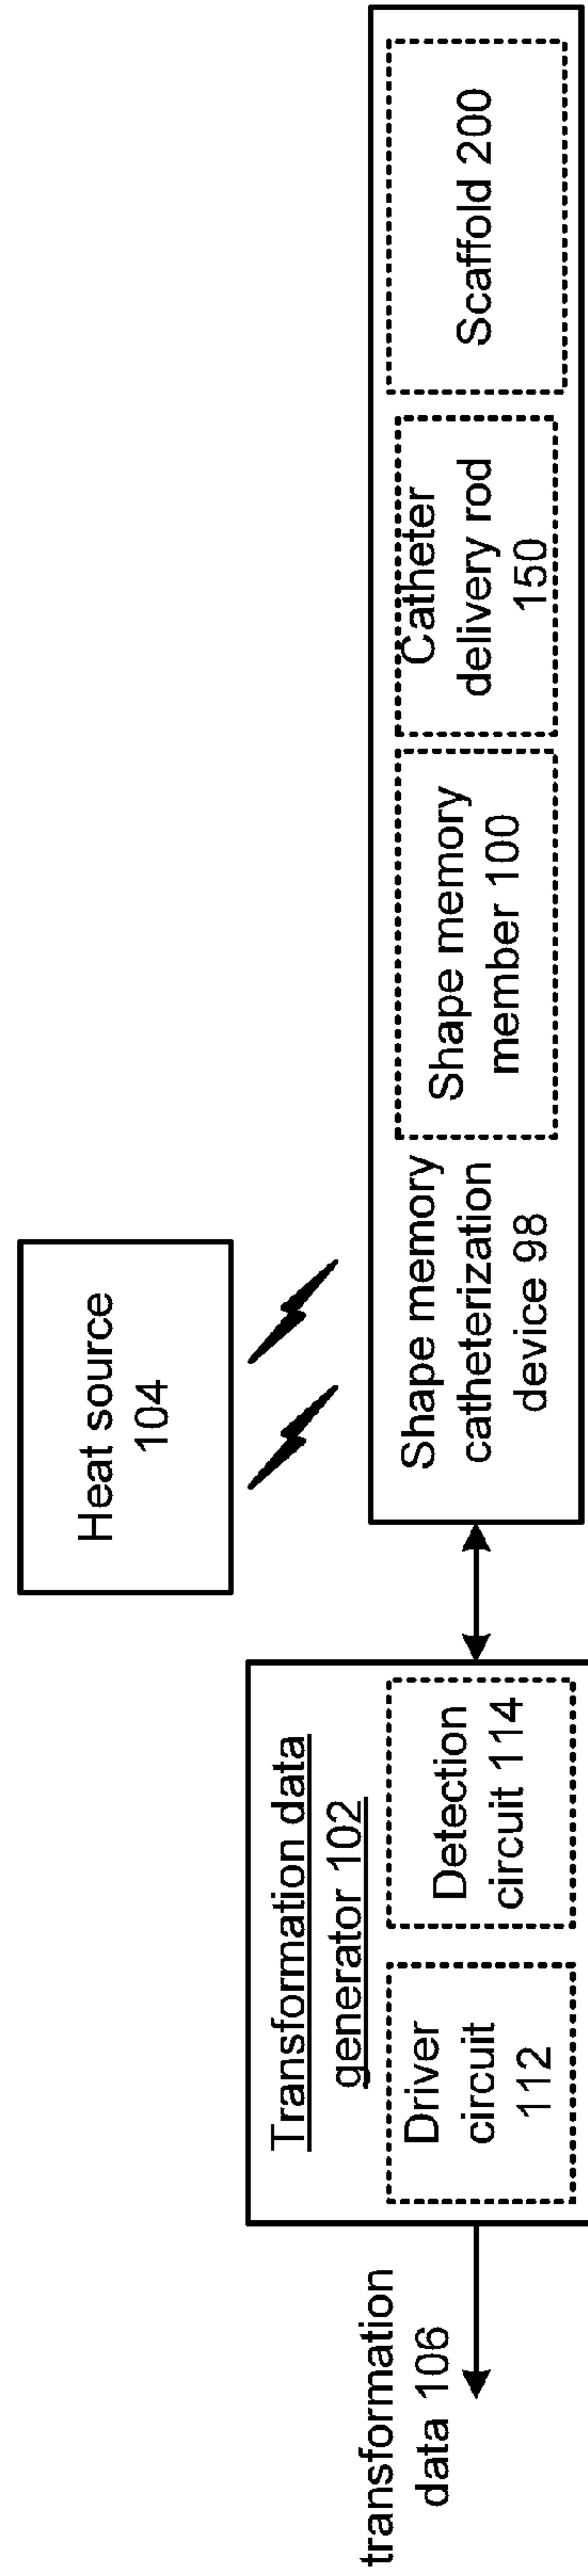 Heat source
104
Transformation data
generator 102
Driver
circuit
112
Detection
circuit 114
transformation
data 106
Shape memory
catheterization
device 98
Shape memory
member 100
Catheter
delivery rod
150
Scaffold 200